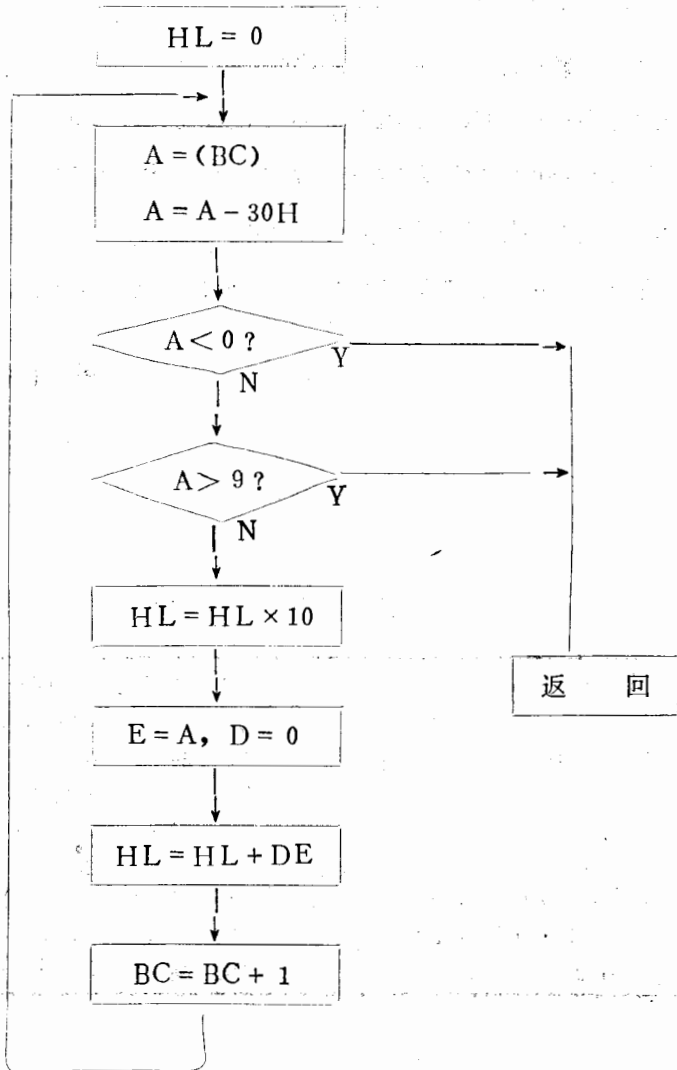 HL = 0
A = (BC)
A = A - 30H
A < 0 ?
Y
N
A > 9 ?
Y
N
HL = HL × 10
返 回
E = A, D = 0
HL = HL + DE
BC = BC + 1